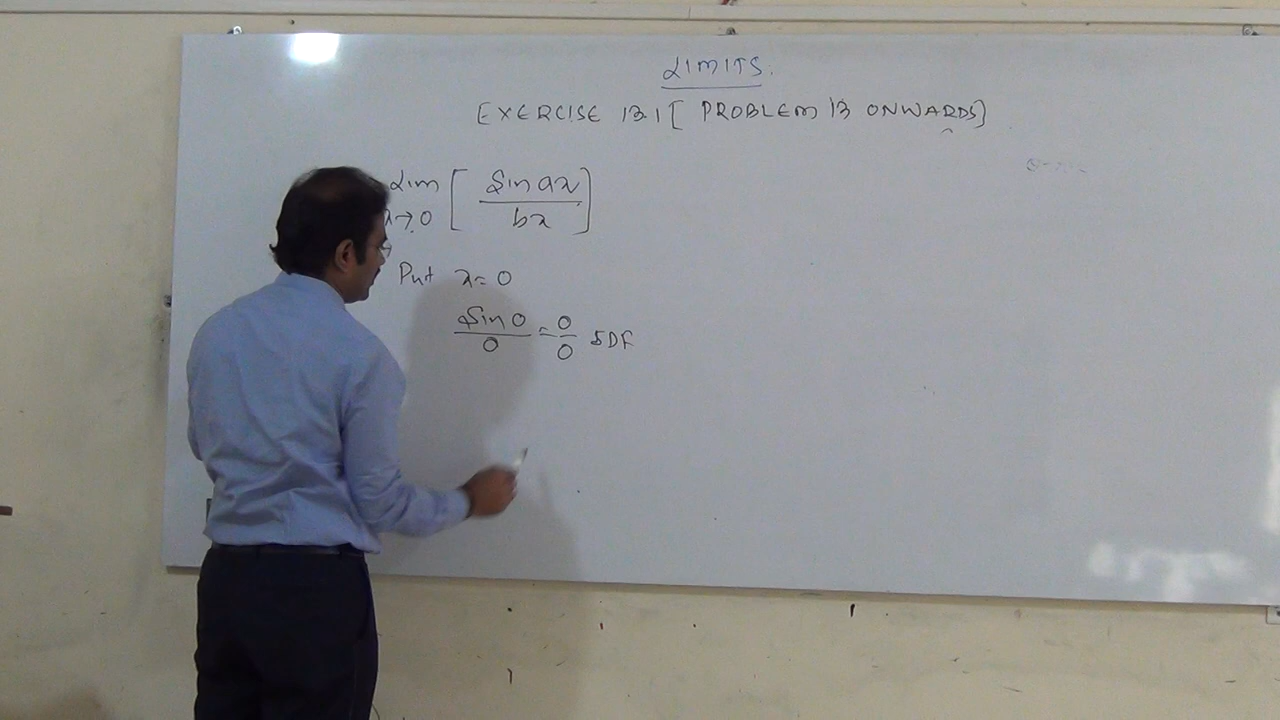 LIMITS.
EXERCISE 13.1 [ PROBLEM 13 ONWARDS]
Lim x→0 [ Sin ax / bx ]
Put x = 0
Sin 0 / 0 = 0 / 0